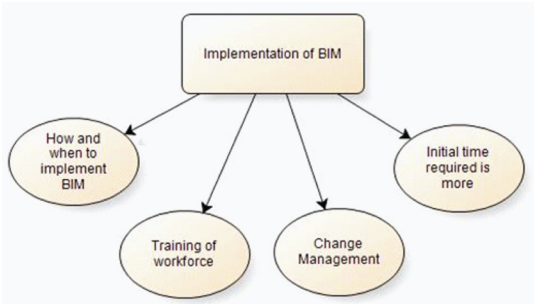 Implementation of BIM
How and
when to
implement
BIM
Training of
workforce
Change
Management
Initial time
required is
more